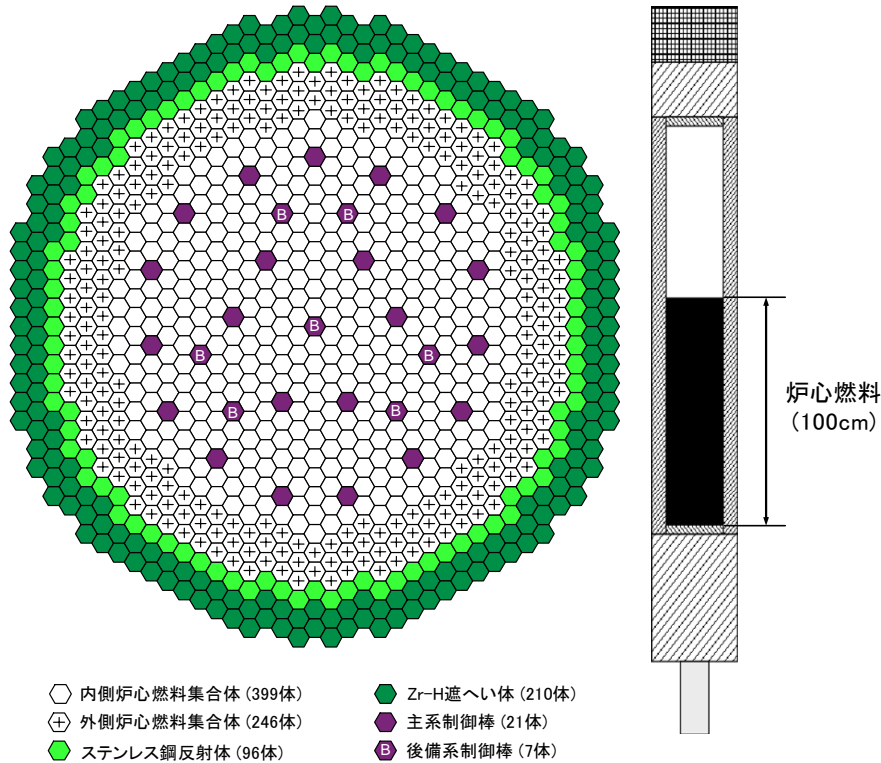 B
B
B
B
B
B
B
炉心燃料
(100cm)
内側炉心燃料集合体 (399体)
外側炉心燃料集合体 (246体)
ステンレス鋼反射体 (96体)
Zr-H遮へい体 (210体)
主系制御棒 (21体)
B 後備系制御棒 (7体)